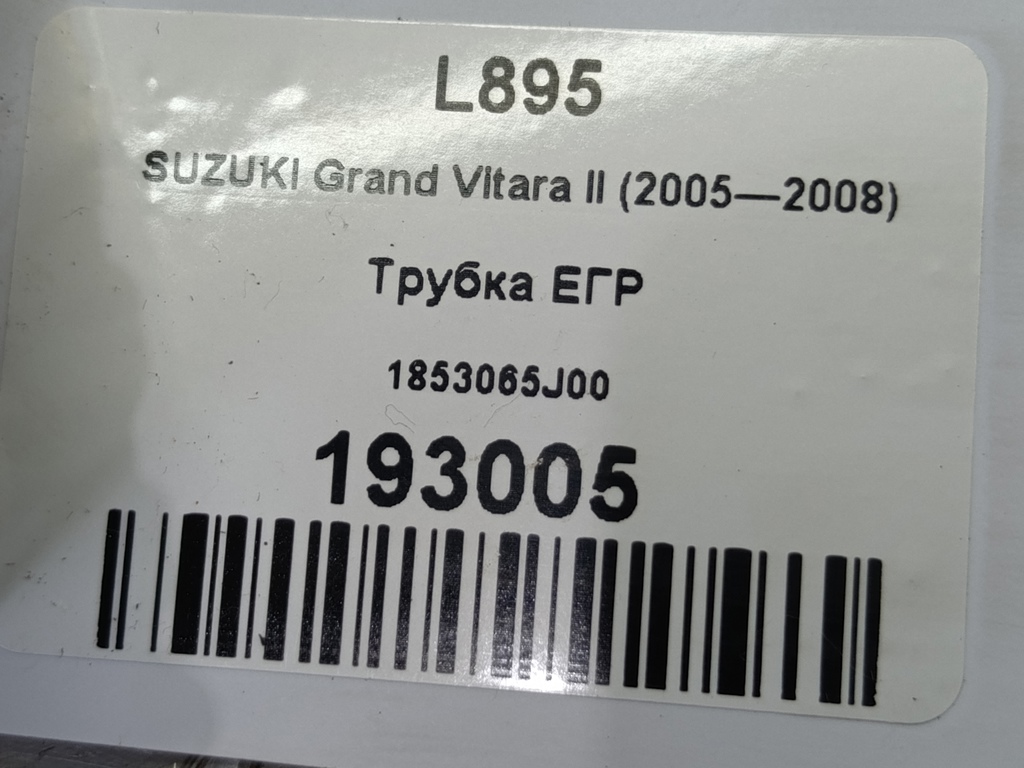 L895
SUZUKI Grand Vitara II (2005—2008)
Трубка ЕГР
1853065J00
193005